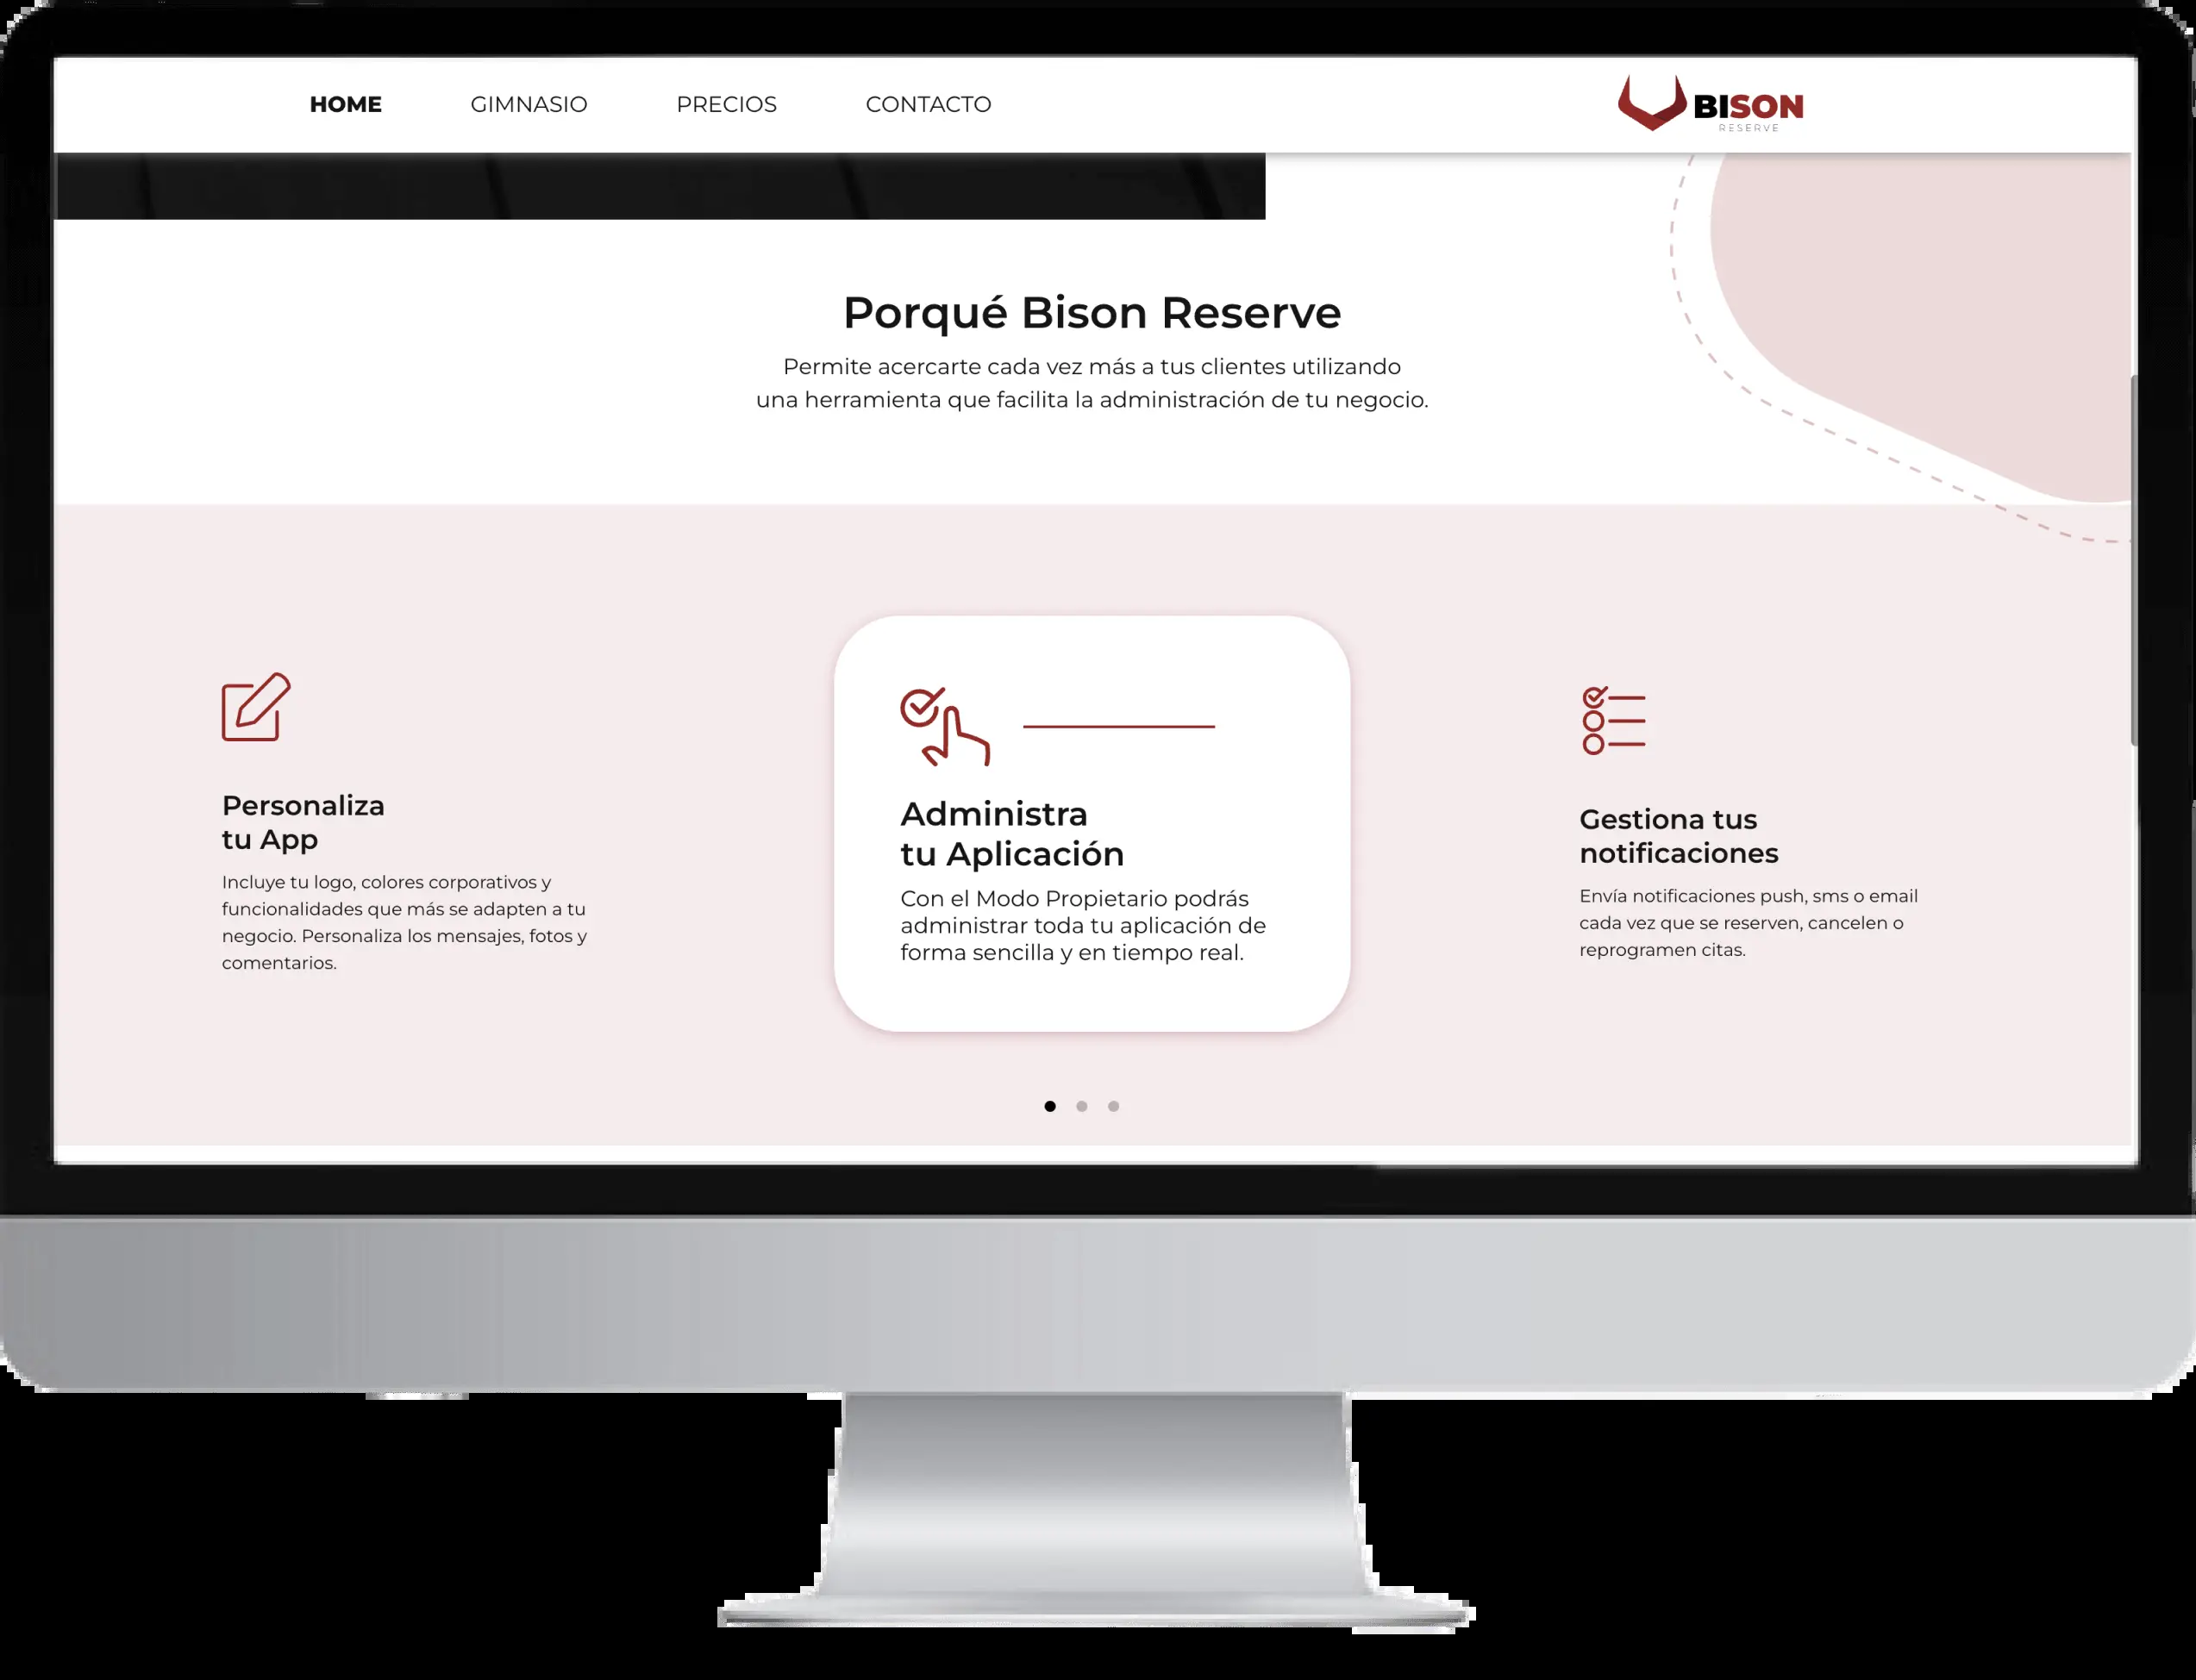 HOME GIMNASIO PRECIOS CONTACTO
BISON
RESERVE
Porqué Bison Reserve
Permite acercarte cada vez más a tus clientes utilizando
una herramienta que facilita la administración de tu negocio.
Personaliza
tu App
Incluye tu logo, colores corporativos y
funcionalidades que más se adapten a tu
negocio. Personaliza los mensajes, fotos y
comentarios.
Administra
tu Aplicación
Con el Modo Propietario podrás
administrar toda tu aplicación de
forma sencilla y en tiempo real.
Gestiona tus
notificaciones
Envía notificaciones push, sms o email
cada vez que se reserven, cancelen o
reprogramen citas.